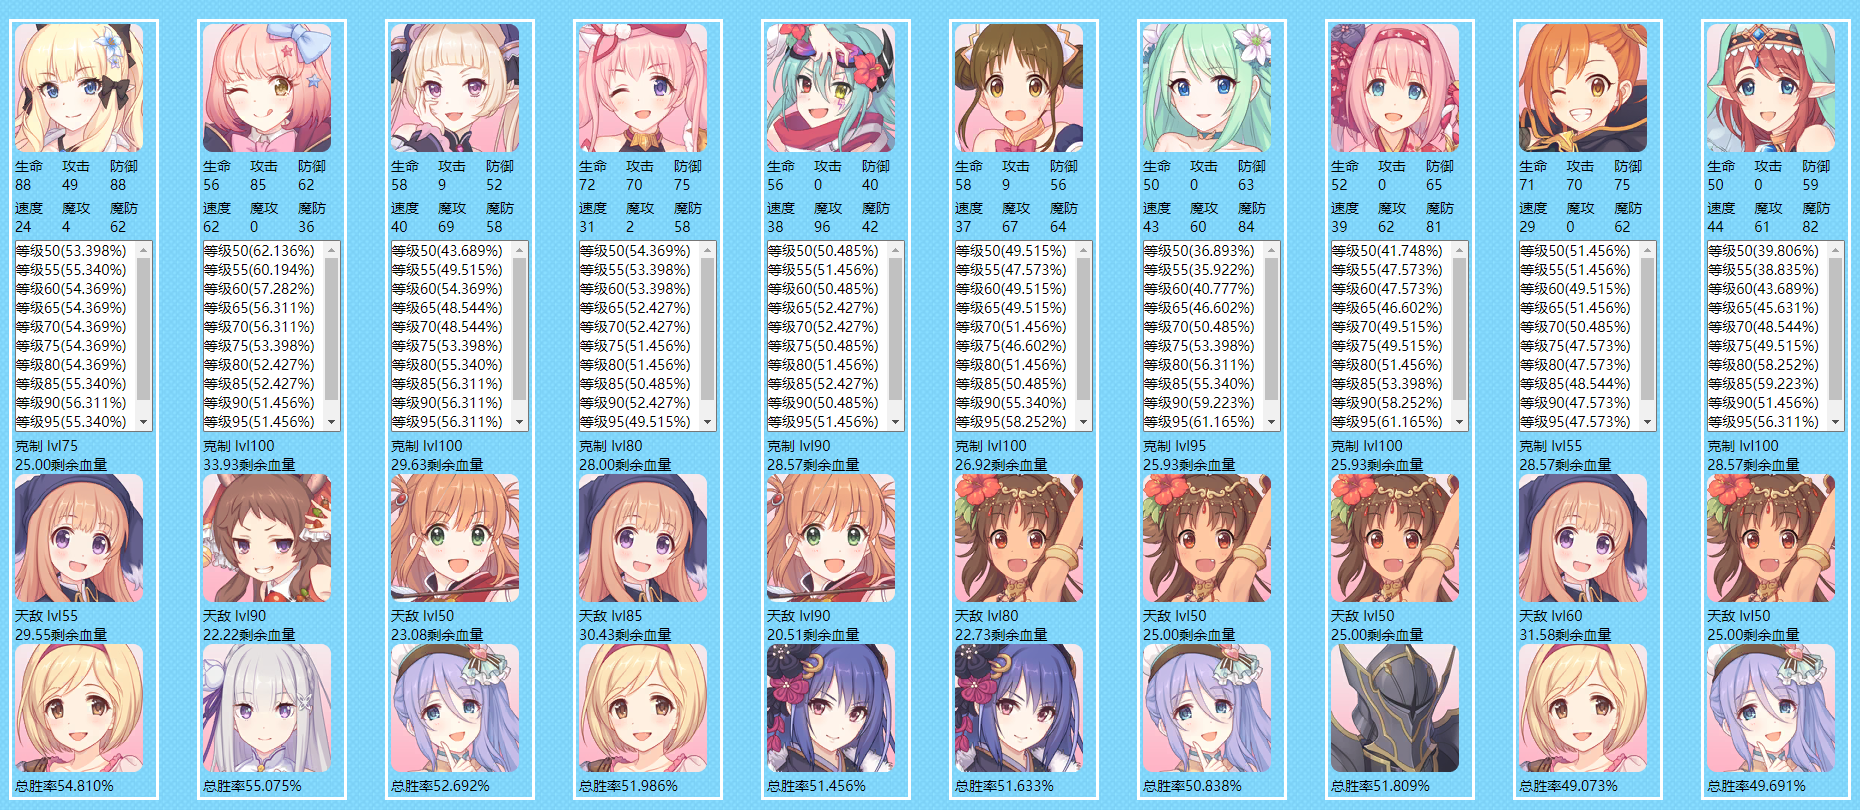 生命 攻击 防御
88 49 88
速度 魔攻 魔防
24 4 62
等级50(53.398%)
等级55(55.340%)
等级60(54.369%)
等级65(54.369%)
等级70(54.369%)
等级75(54.369%)
等级80(54.369%)
等级85(55.340%)
等级90(56.311%)
等级95(55.340%)
克制 lvl75
25.00剩余血量
天敌 lvl55
29.55剩余血量
总胜率54.810%
生命 攻击 防御
56 85 62
速度 魔攻 魔防
62 0 36
等级50(62.136%)
等级55(60.194%)
等级60(57.282%)
等级65(56.311%)
等级70(56.311%)
等级75(53.398%)
等级80(52.427%)
等级85(52.427%)
等级90(51.456%)
等级95(51.456%)
克制 lvl100
33.93剩余血量
天敌 lvl90
22.22剩余血量
总胜率55.075%
生命 攻击 防御
58 9 52
速度 魔攻 魔防
40 69 58
等级50(43.689%)
等级55(49.515%)
等级60(54.369%)
等级65(48.544%)
等级70(48.544%)
等级75(53.398%)
等级80(55.340%)
等级85(56.311%)
等级90(56.311%)
等级95(56.311%)
克制 lvl100
29.63剩余血量
天敌 lvl50
23.08剩余血量
总胜率52.692%
生命 攻击 防御
72 70 75
速度 魔攻 魔防
31 2 58
等级50(54.369%)
等级55(53.398%)
等级60(53.398%)
等级65(52.427%)
等级70(52.427%)
等级75(51.456%)
等级80(51.456%)
等级85(50.485%)
等级90(52.427%)
等级95(49.515%)
克制 lvl80
28.00剩余血量
天敌 lvl85
30.43剩余血量
总胜率51.986%
生命 攻击 防御
56 0 40
速度 魔攻 魔防
38 96 42
等级50(50.485%)
等级55(51.456%)
等级60(50.485%)
等级65(52.427%)
等级70(52.427%)
等级75(50.485%)
等级80(51.456%)
等级85(52.427%)
等级90(50.485%)
等级95(51.456%)
克制 lvl90
28.57剩余血量
天敌 lvl90
20.51剩余血量
总胜率51.456%
生命 攻击 防御
58 9 56
速度 魔攻 魔防
37 67 64
等级50(49.515%)
等级55(47.573%)
等级60(49.515%)
等级65(49.515%)
等级70(51.456%)
等级75(46.602%)
等级80(51.456%)
等级85(50.485%)
等级90(55.340%)
等级95(58.252%)
克制 lvl100
26.92剩余血量
天敌 lvl80
22.73剩余血量
总胜率51.633%
生命 攻击 防御
50 0 63
速度 魔攻 魔防
43 60 84
等级50(36.893%)
等级55(35.922%)
等级60(40.777%)
等级65(46.602%)
等级70(50.485%)
等级75(53.398%)
等级80(56.311%)
等级85(55.340%)
等级90(59.223%)
等级95(61.165%)
克制 lvl95
25.93剩余血量
天敌 lvl50
25.00剩余血量
总胜率50.838%
生命 攻击 防御
52 0 65
速度 魔攻 魔防
39 62 81
等级50(41.748%)
等级55(47.573%)
等级60(47.573%)
等级65(46.602%)
等级70(49.515%)
等级75(49.515%)
等级80(51.456%)
等级85(53.398%)
等级90(58.252%)
等级95(61.165%)
克制 lvl100
25.93剩余血量
天敌 lvl50
25.00剩余血量
总胜率51.809%
生命 攻击 防御
71 70 75
速度 魔攻 魔防
29 0 62
等级50(51.456%)
等级55(51.456%)
等级60(49.515%)
等级65(51.456%)
等级70(50.485%)
等级75(47.573%)
等级80(47.573%)
等级85(48.544%)
等级90(47.573%)
等级95(47.573%)
克制 lvl55
28.57剩余血量
天敌 lvl60
31.58剩余血量
总胜率49.073%
生命 攻击 防御
50 0 59
速度 魔攻 魔防
44 61 82
等级50(39.806%)
等级55(38.835%)
等级60(43.689%)
等级65(45.631%)
等级70(48.544%)
等级75(49.515%)
等级80(58.252%)
等级85(59.223%)
等级90(51.456%)
等级95(56.311%)
克制 lvl100
28.57剩余血量
天敌 lvl50
25.00剩余血量
总胜率49.691%